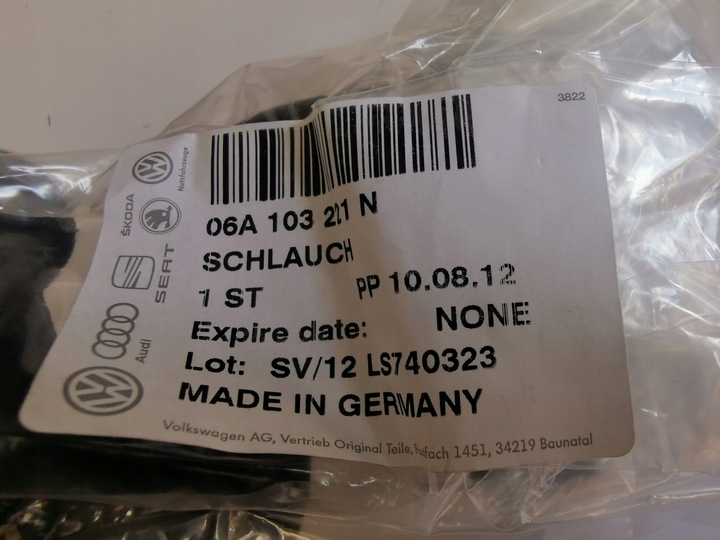 3822
Nutzfahrzeuge
ŠKODA
SEAT
Audi
06A 103 221 N
SCHLAUCH
1 ST PP 10.08.12
Expire date: NONE
Lot: SV/12 LS740323
MADE IN GERMANY
Volkswagen AG, Vertrieb Original Teile, Postfach 1451, 34219 Baunatal